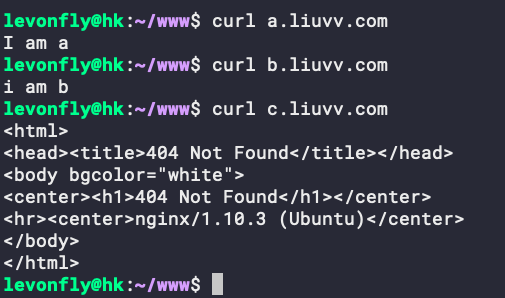 levonfly@hk:~/www$ curl a.liuvv.com
I am a
levonfly@hk:~/www$ curl b.liuvv.com
i am b
levonfly@hk:~/www$ curl c.liuvv.com
<html>
<head><title>404 Not Found</title></head>
<body bgcolor="white">
<center><h1>404 Not Found</h1></center>
<hr><center>nginx/1.10.3 (Ubuntu)</center>
</body>
</html>
levonfly@hk:~/www$